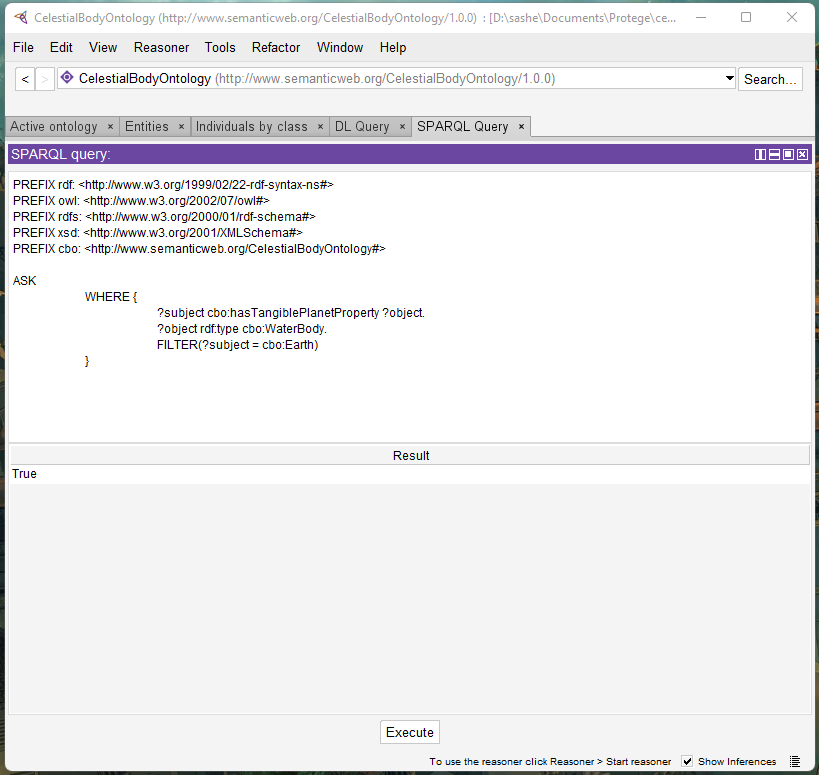 CelestialBodyOntology (http://www.semanticweb.org/CelestialBodyOntology/1.0.0) : [D:\sashe\Documents\Protege\ce...
File Edit View Reasoner Tools Refactor Window Help
< > CelestialBodyOntology (http://www.semanticweb.org/CelestialBodyOntology/1.0.0) Search...
Active ontology × Entities × Individuals by class × DL Query × SPARQL Query ×
SPARQL query:
PREFIX rdf: <http://www.w3.org/1999/02/22-rdf-syntax-ns#>
PREFIX owl: <http://www.w3.org/2002/07/owl#>
PREFIX rdfs: <http://www.w3.org/2000/01/rdf-schema#>
PREFIX xsd: <http://www.w3.org/2001/XMLSchema#>
PREFIX cbo: <http://www.semanticweb.org/CelestialBodyOntology#>
ASK
WHERE {
?subject cbo:hasTangiblePlanetProperty ?object.
?object rdf:type cbo:WaterBody.
FILTER(?subject = cbo:Earth)
}
Result
True
Execute
To use the reasoner click Reasoner > Start reasoner Show Inferences